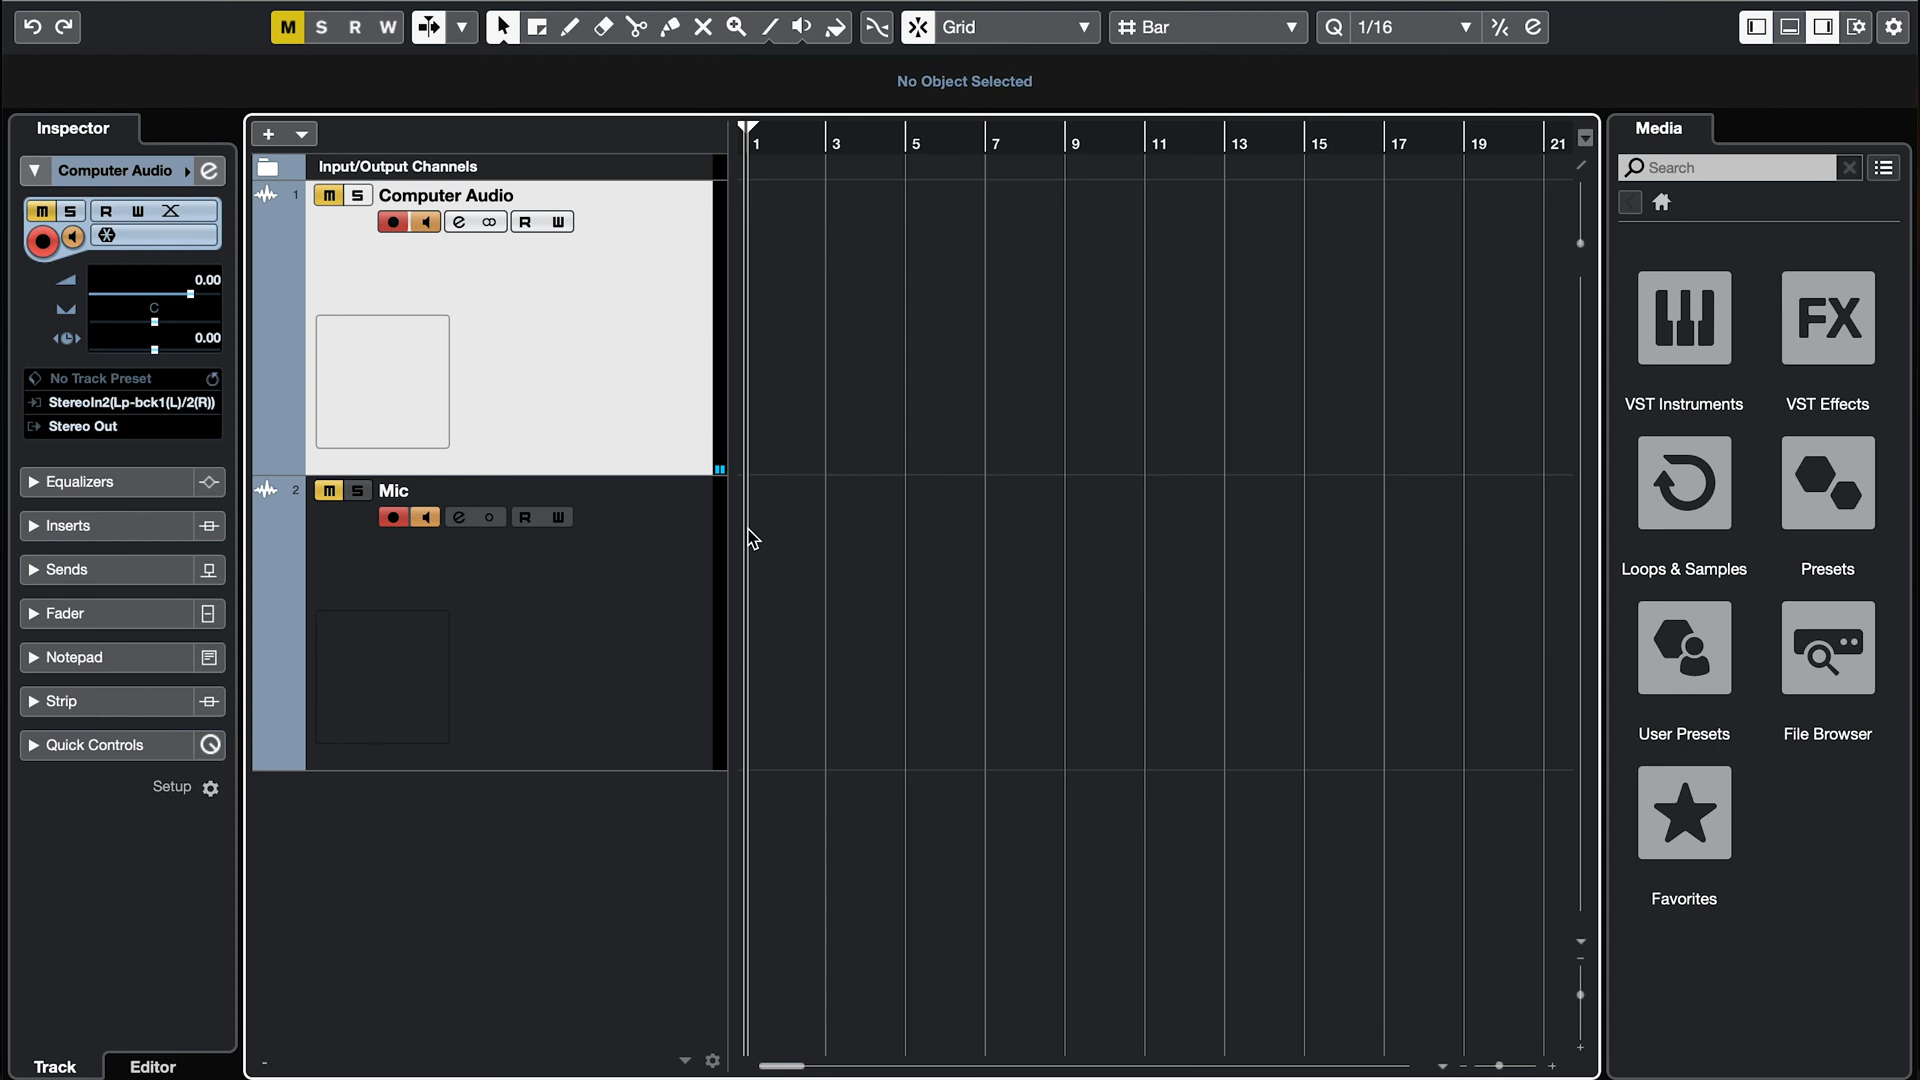 M S R W Grid Bar Q 1/16
No Object Selected
Inspector
Computer Audio
M S R W
0.00
C
0.00
No Track Preset
StereoIn2(Lp-bck1(L)/2(R))
Stereo Out
Equalizers
Inserts
Sends
Fader
Notepad
Strip
Quick Controls
Setup
Track Editor
+
Input/Output Channels
1 m S Computer Audio
e R W
2 m S Mic
e R W
1 3 5 7 9 11 13 15 17 19 21
Media
Search
FX
VST Instruments VST Effects
Loops & Samples Presets
User Presets File Browser
Favorites